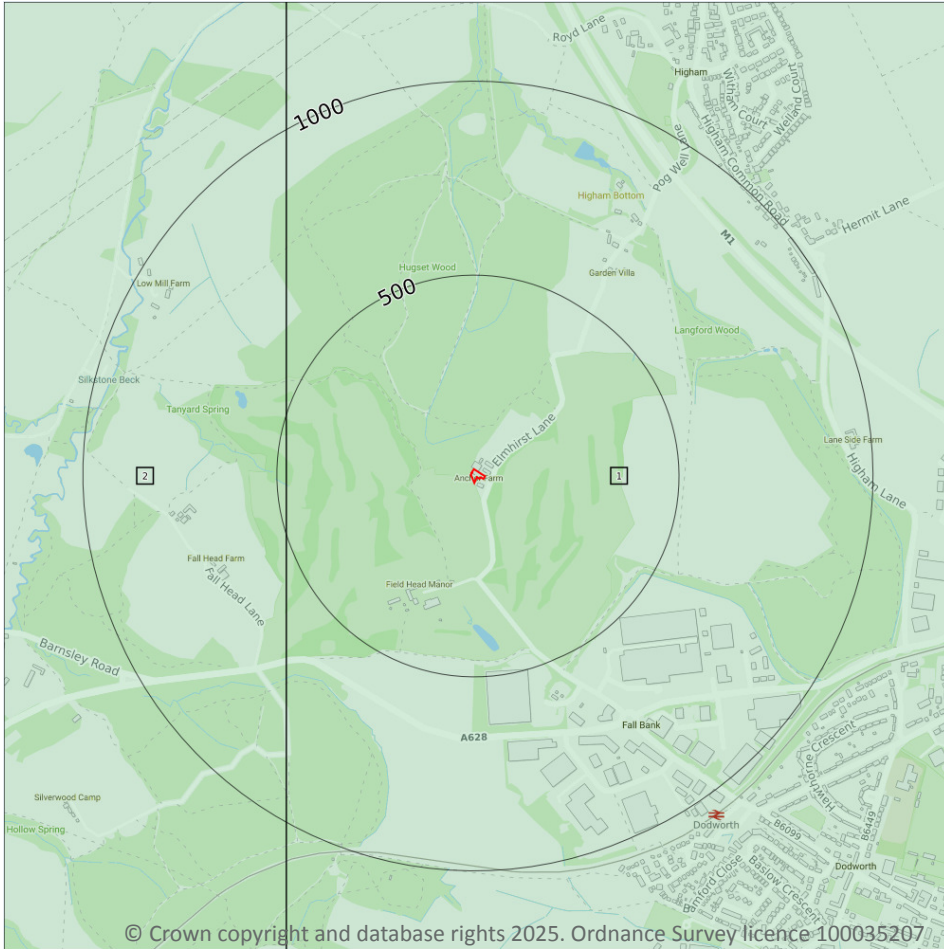 Royd Lane
Higham
Witham Court
Welland Court
1000
Pog Well Lane
Higham Common Road
Higham Bottom
Hermit Lane
M1
Hugset Wood
Garden Villa
Low Mill Farm
500
Langford Wood
Silkstone Beck
Tanyard Spring
Elmhirst Lane
Lane Side Farm
2
1
Higham Lane
Fall Head Farm
Field Head Manor
Fall Head Lane
Barnsley Road
Fall Bank
A628
Hawthorne Crescent
Silverwood Camp
Dodworth
B6449
Hollow Spring
B6099
Bamford Close
Baslow Crescent
Dodworth
© Crown copyright and database rights 2025. Ordnance Survey licence 100035207.